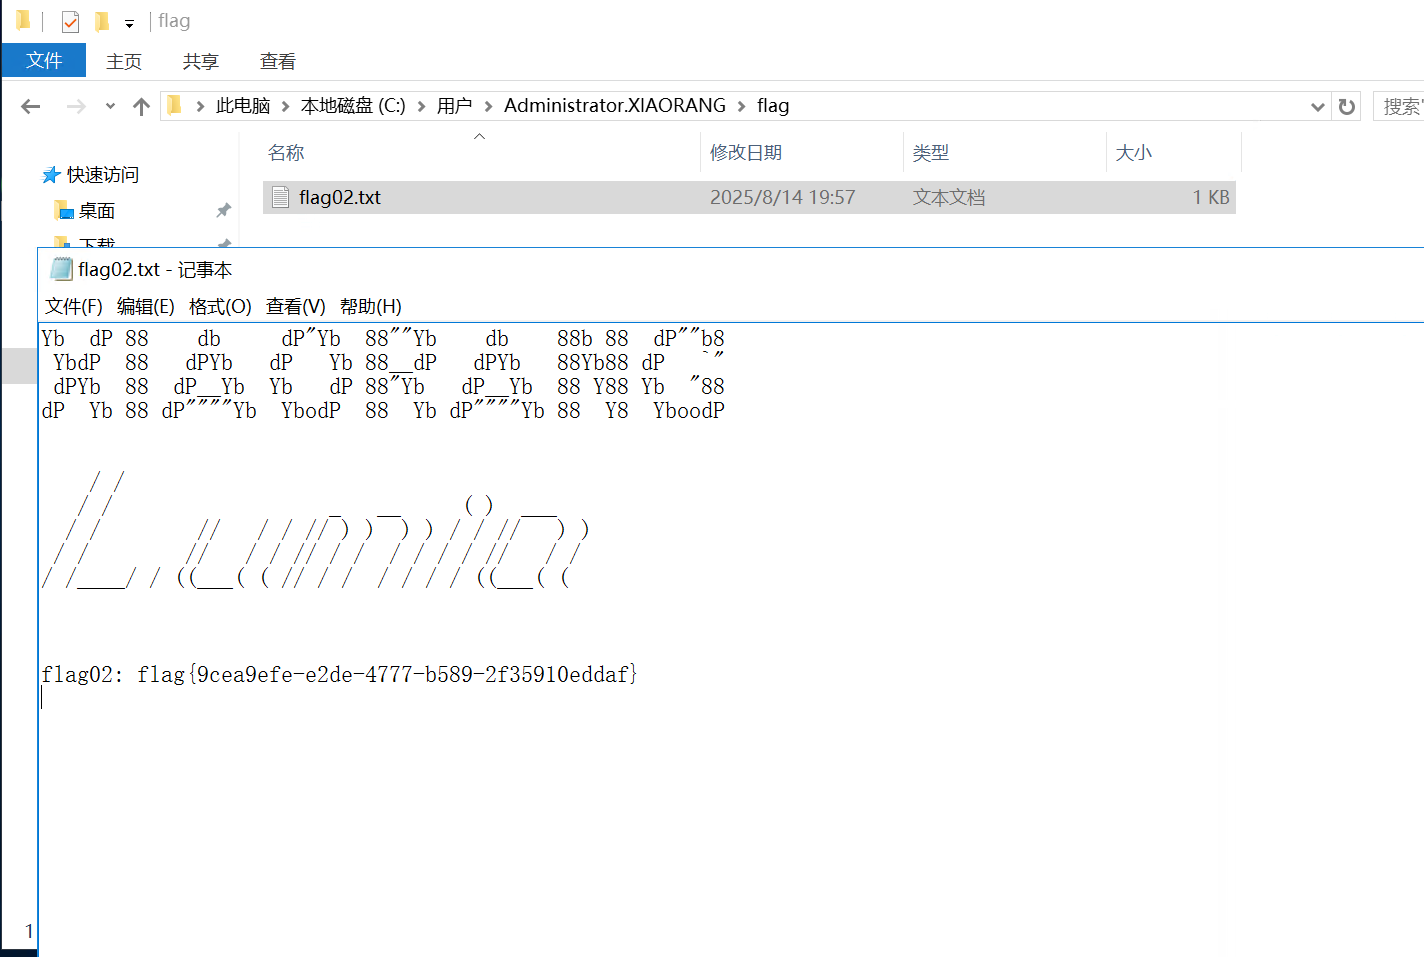 flag
文件 主页 共享 查看
此电脑 本地磁盘 (C:) 用户 Administrator.XIAORANG flag
搜索"
名称 修改日期 类型 大小
快速访问
flag02.txt 2025/8/14 19:57 文本文档 1 KB
桌面
下载
flag02.txt - 记事本
文件(F) 编辑(E) 格式(O) 查看(V) 帮助(H)
Yb  dP 88    db     dP"Yb  88""Yb    db    88b 88  dP""b8
 YbdP  88   dPYb   dP   Yb 88__dP   dPYb   88Yb88 dP   `"
 dPYb  88  dP__Yb  Yb   dP 88"Yb   dP__Yb  88 Y88 Yb  "88
dP  Yb 88 dP""""Yb  YbodP  88  Yb dP""""Yb 88  Y8  YboodP
    / /
   / /                  _   __     ( )  ___
  / /        //   / / // ) )  ) ) / / //   ) )
 / /        //   / / // / /  / / / / //   / /
/ /____/ / ((___( ( // / /  / / / / ((___( (
flag02: flag{9cea9efe-e2de-4777-b589-2f35910eddaf}
1